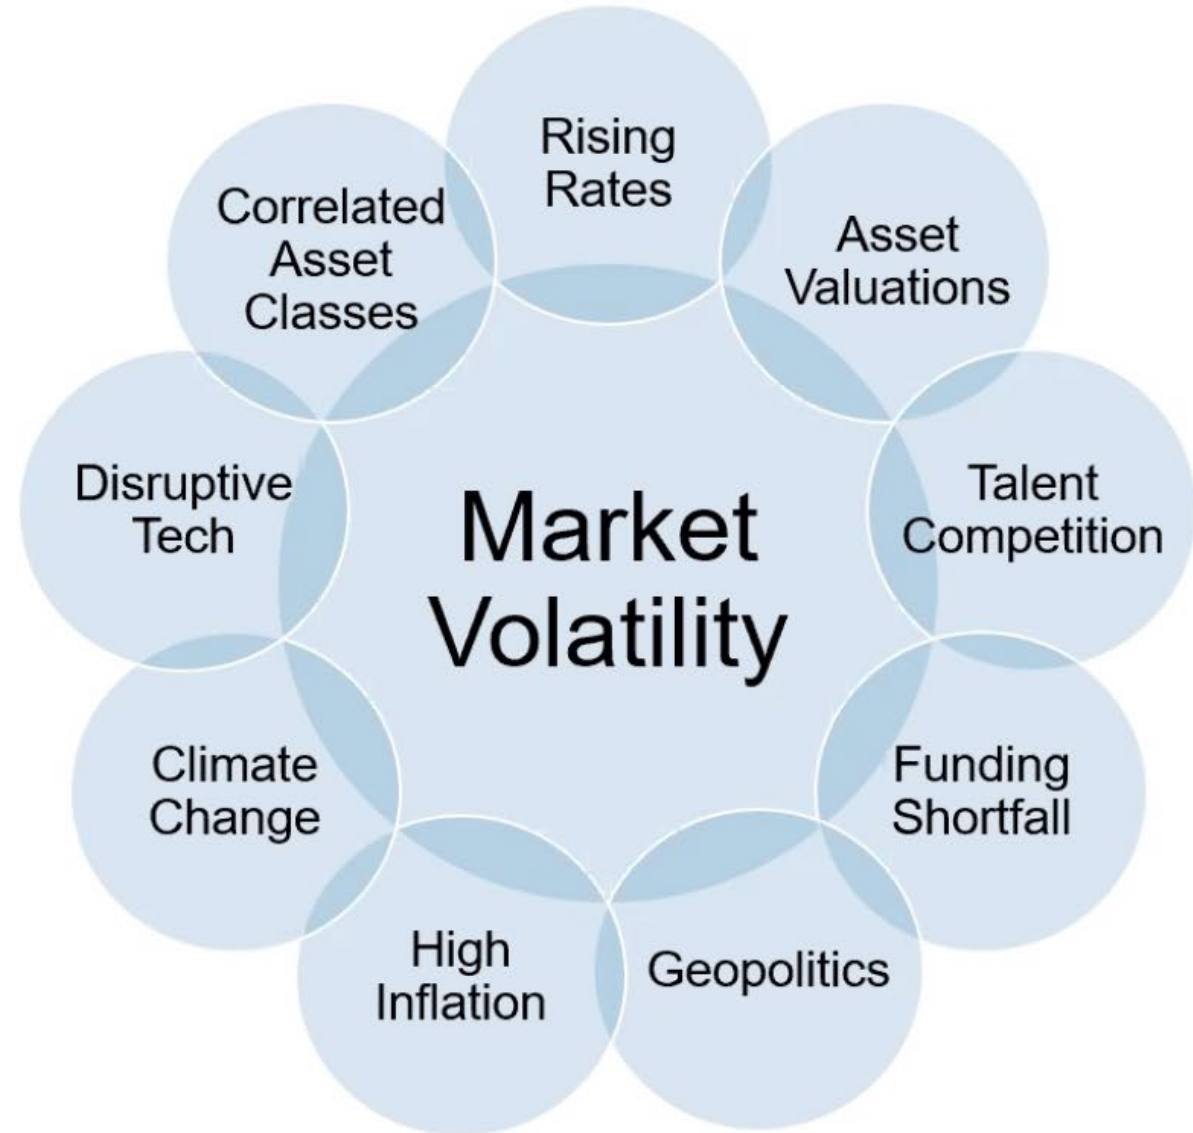 Rising
Rates
Asset
Valuations
Talent
Competition
Funding
Shortfall
Geopolitics
High
Inflation
Climate
Change
Disruptive
Tech
Correlated
Asset
Classes
Market
Volatility